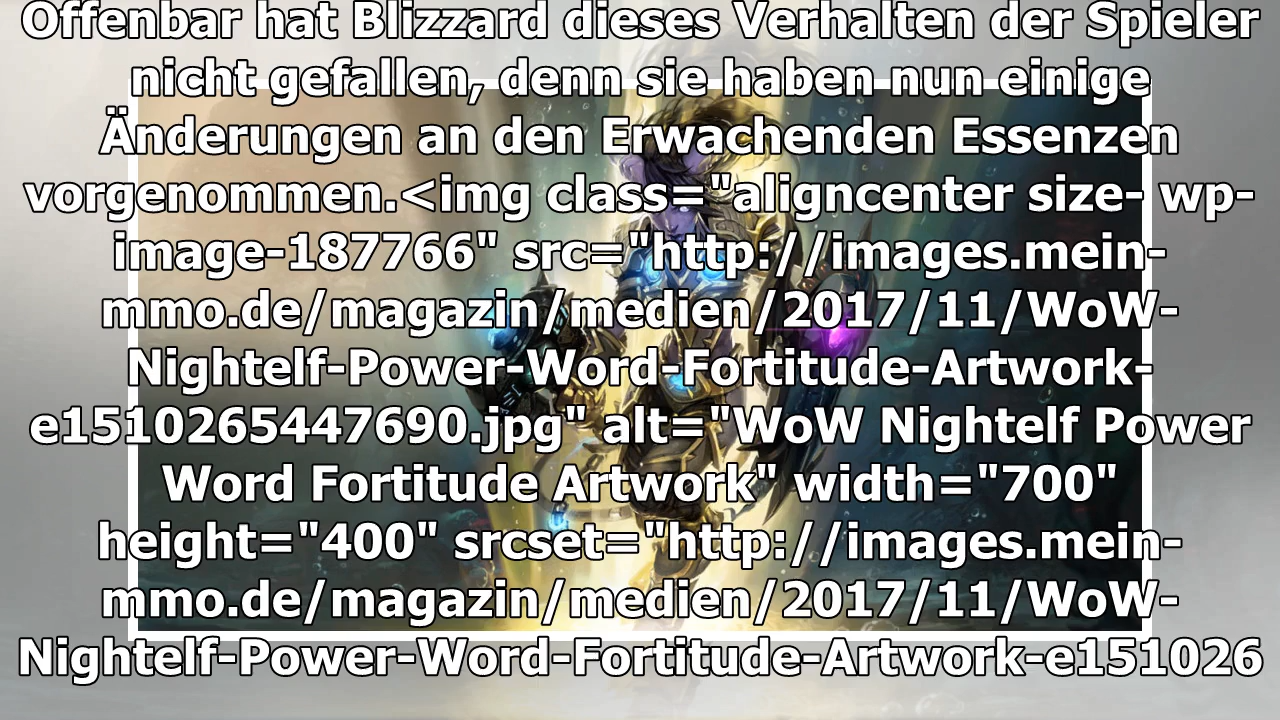 Offenbar hat Blizzard dieses Verhalten der Spieler
nicht gefallen, denn sie haben nun einige
Änderungen an den Erwachenden Essenzen
vorgenommen.<img class="aligncenter size- wp-
image-187766" src="http://images.mein-
mmo.de/magazin/medien/2017/11/WoW-
Nightelf-Power-Word-Fortitude-Artwork-
e1510265447690.jpg" alt="WoW Nightelf Power
Word Fortitude Artwork" width="700"
height="400" srcset="http://images.mein-
mmo.de/magazin/medien/2017/11/WoW-
Nightelf-Power-Word-Fortitude-Artwork-e151026